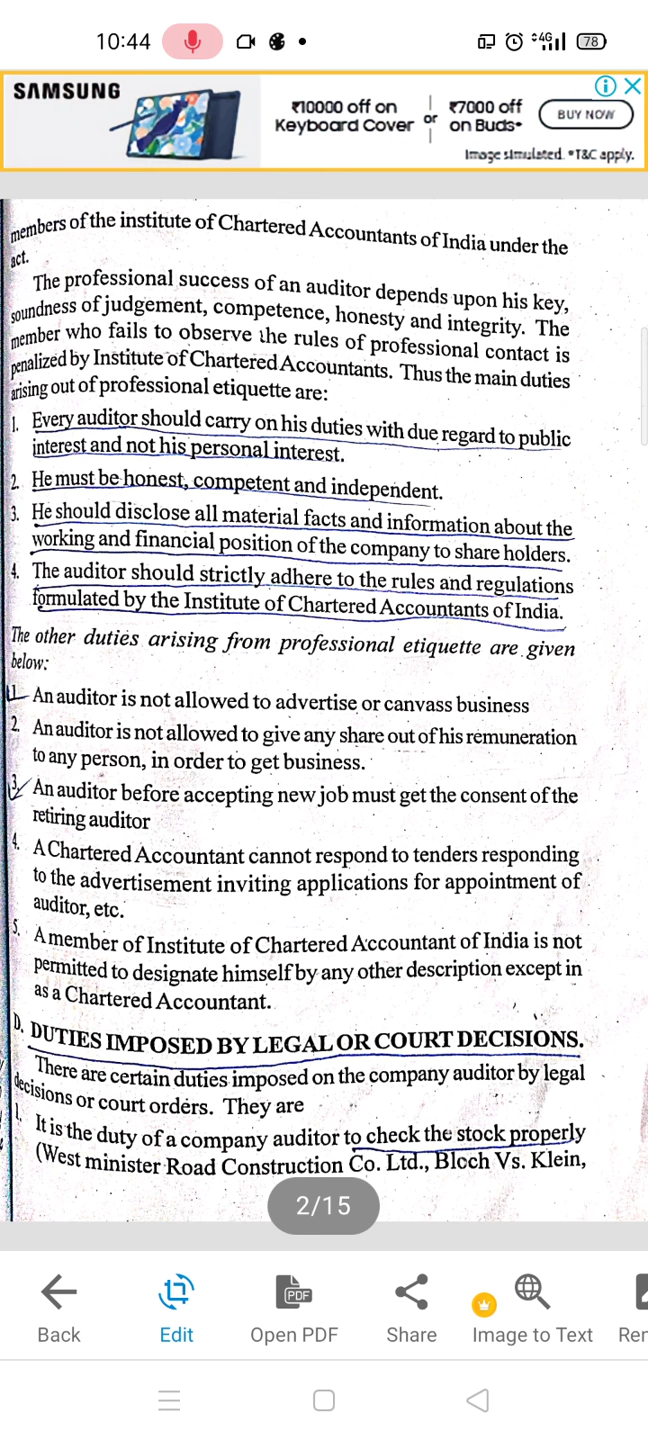 10:44
4G
78
SAMSUNG
₹10000 off on
Keyboard Cover
or
₹7000 off
on Buds*
BUY NOW
Image simulated. *T&C apply.
members of the institute of Chartered Accountants of India under the
act.
The professional success of an auditor depends upon his key,
soundness of judgement, competence, honesty and integrity. The
member who fails to observe the rules of professional contact is
penalized by Institute of Chartered Accountants. Thus the main duties
arising out of professional etiquette are:
1. Every auditor should carry on his duties with due regard to public
interest and not his personal interest.
2. He must be honest, competent and independent.
3. He should disclose all material facts and information about the
working and financial position of the company to share holders.
4. The auditor should strictly adhere to the rules and regulations
formulated by the Institute of Chartered Accountants of India.
The other duties arising from professional etiquette are given
below:
1. An auditor is not allowed to advertise or canvass business
2. An auditor is not allowed to give any share out of his remuneration
to any person, in order to get business.
3. An auditor before accepting new job must get the consent of the
retiring auditor
4. A Chartered Accountant cannot respond to tenders responding
to the advertisement inviting applications for appointment of
auditor, etc.
5. A member of Institute of Chartered Accountant of India is not
permitted to designate himself by any other description except in
as a Chartered Accountant.
D. DUTIES IMPOSED BY LEGAL OR COURT DECISIONS.
There are certain duties imposed on the company auditor by legal
decisions or court orders. They are
1. It is the duty of a company auditor to check the stock properly
(West minister Road Construction Co. Ltd., Bloch Vs. Klein,
2/15
Back
Edit
PDF
Open PDF
Share
Image to Text
Rer